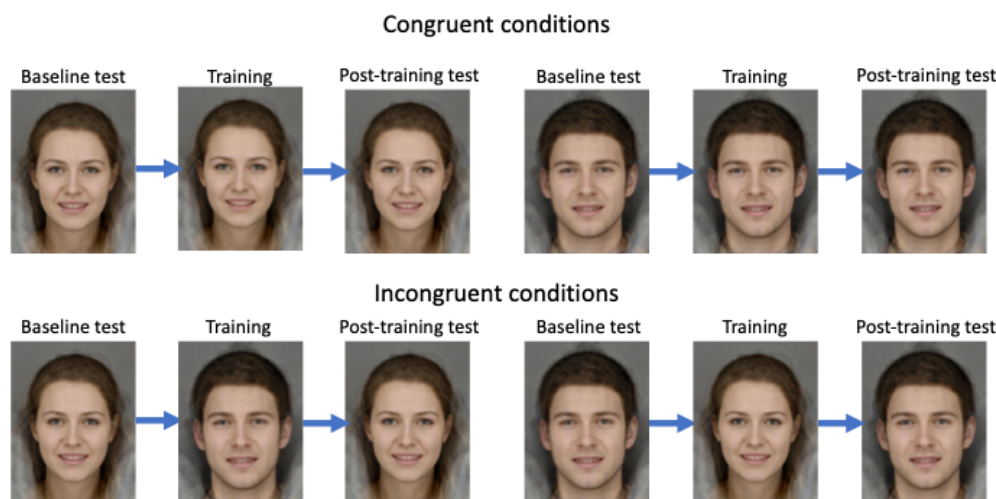 Congruent conditions
Baseline test Training Post-training test Baseline test Training Post-training test
Incongruent conditions
Baseline test Training Post-training test Baseline test Training Post-training test